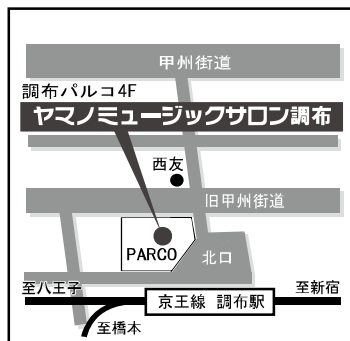 甲州街道
調布パルコ4F
ヤマノミュージックサロン調布
西友
旧甲州街道
PARCO
北口
至八王子
至新宿
京王線 調布駅
至橋本